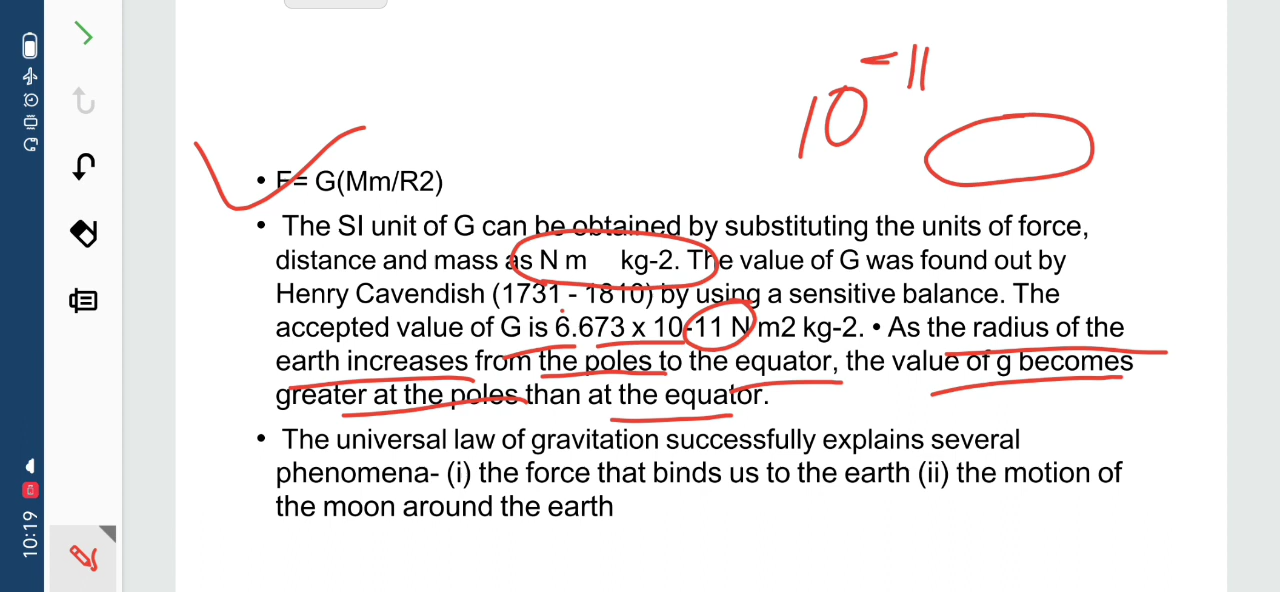 10⁻¹¹
• F= G(Mm/R2)
• The SI unit of G can be obtained by substituting the units of force,
distance and mass as N m kg-2. The value of G was found out by
Henry Cavendish (1731 - 1810) by using a sensitive balance. The
accepted value of G is 6.673 x 10-11 N m2 kg-2. • As the radius of the
earth increases from the poles to the equator, the value of g becomes
greater at the poles than at the equator.
• The universal law of gravitation successfully explains several
phenomena- (i) the force that binds us to the earth (ii) the motion of
the moon around the earth
10:19